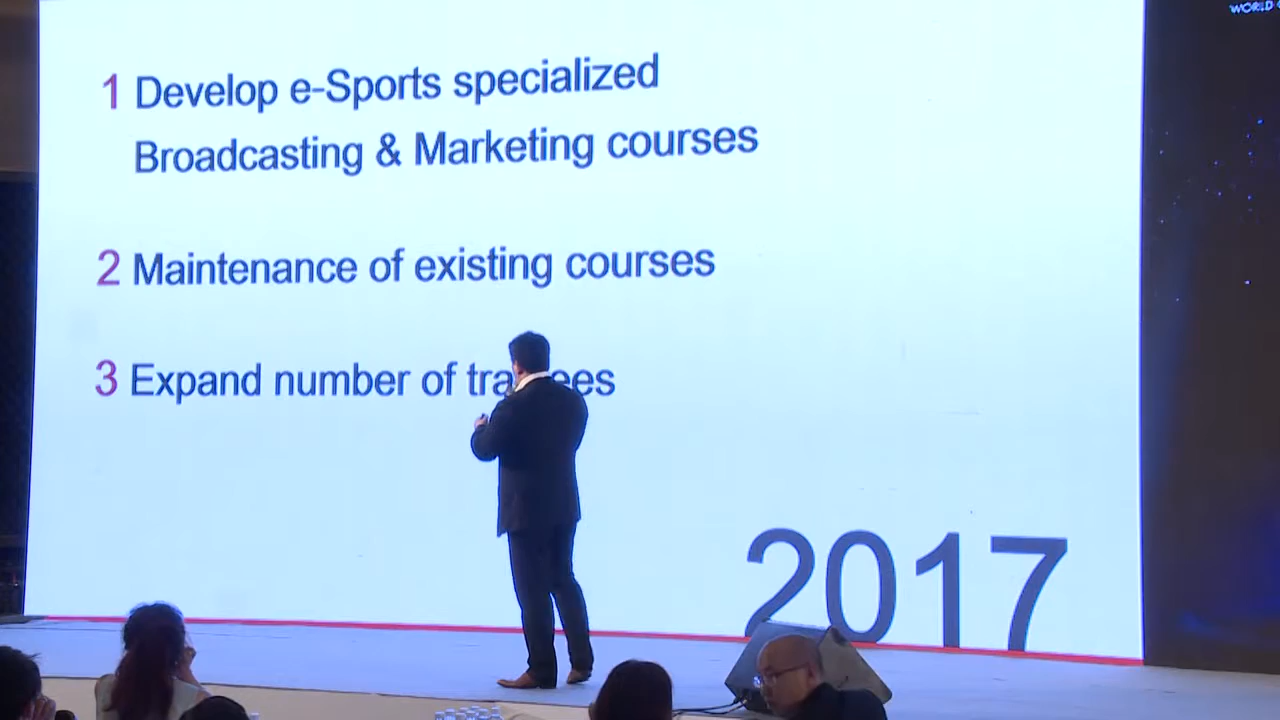 WORLD
1 Develop e-Sports specialized
Broadcasting & Marketing courses
2 Maintenance of existing courses
3 Expand number of
2017